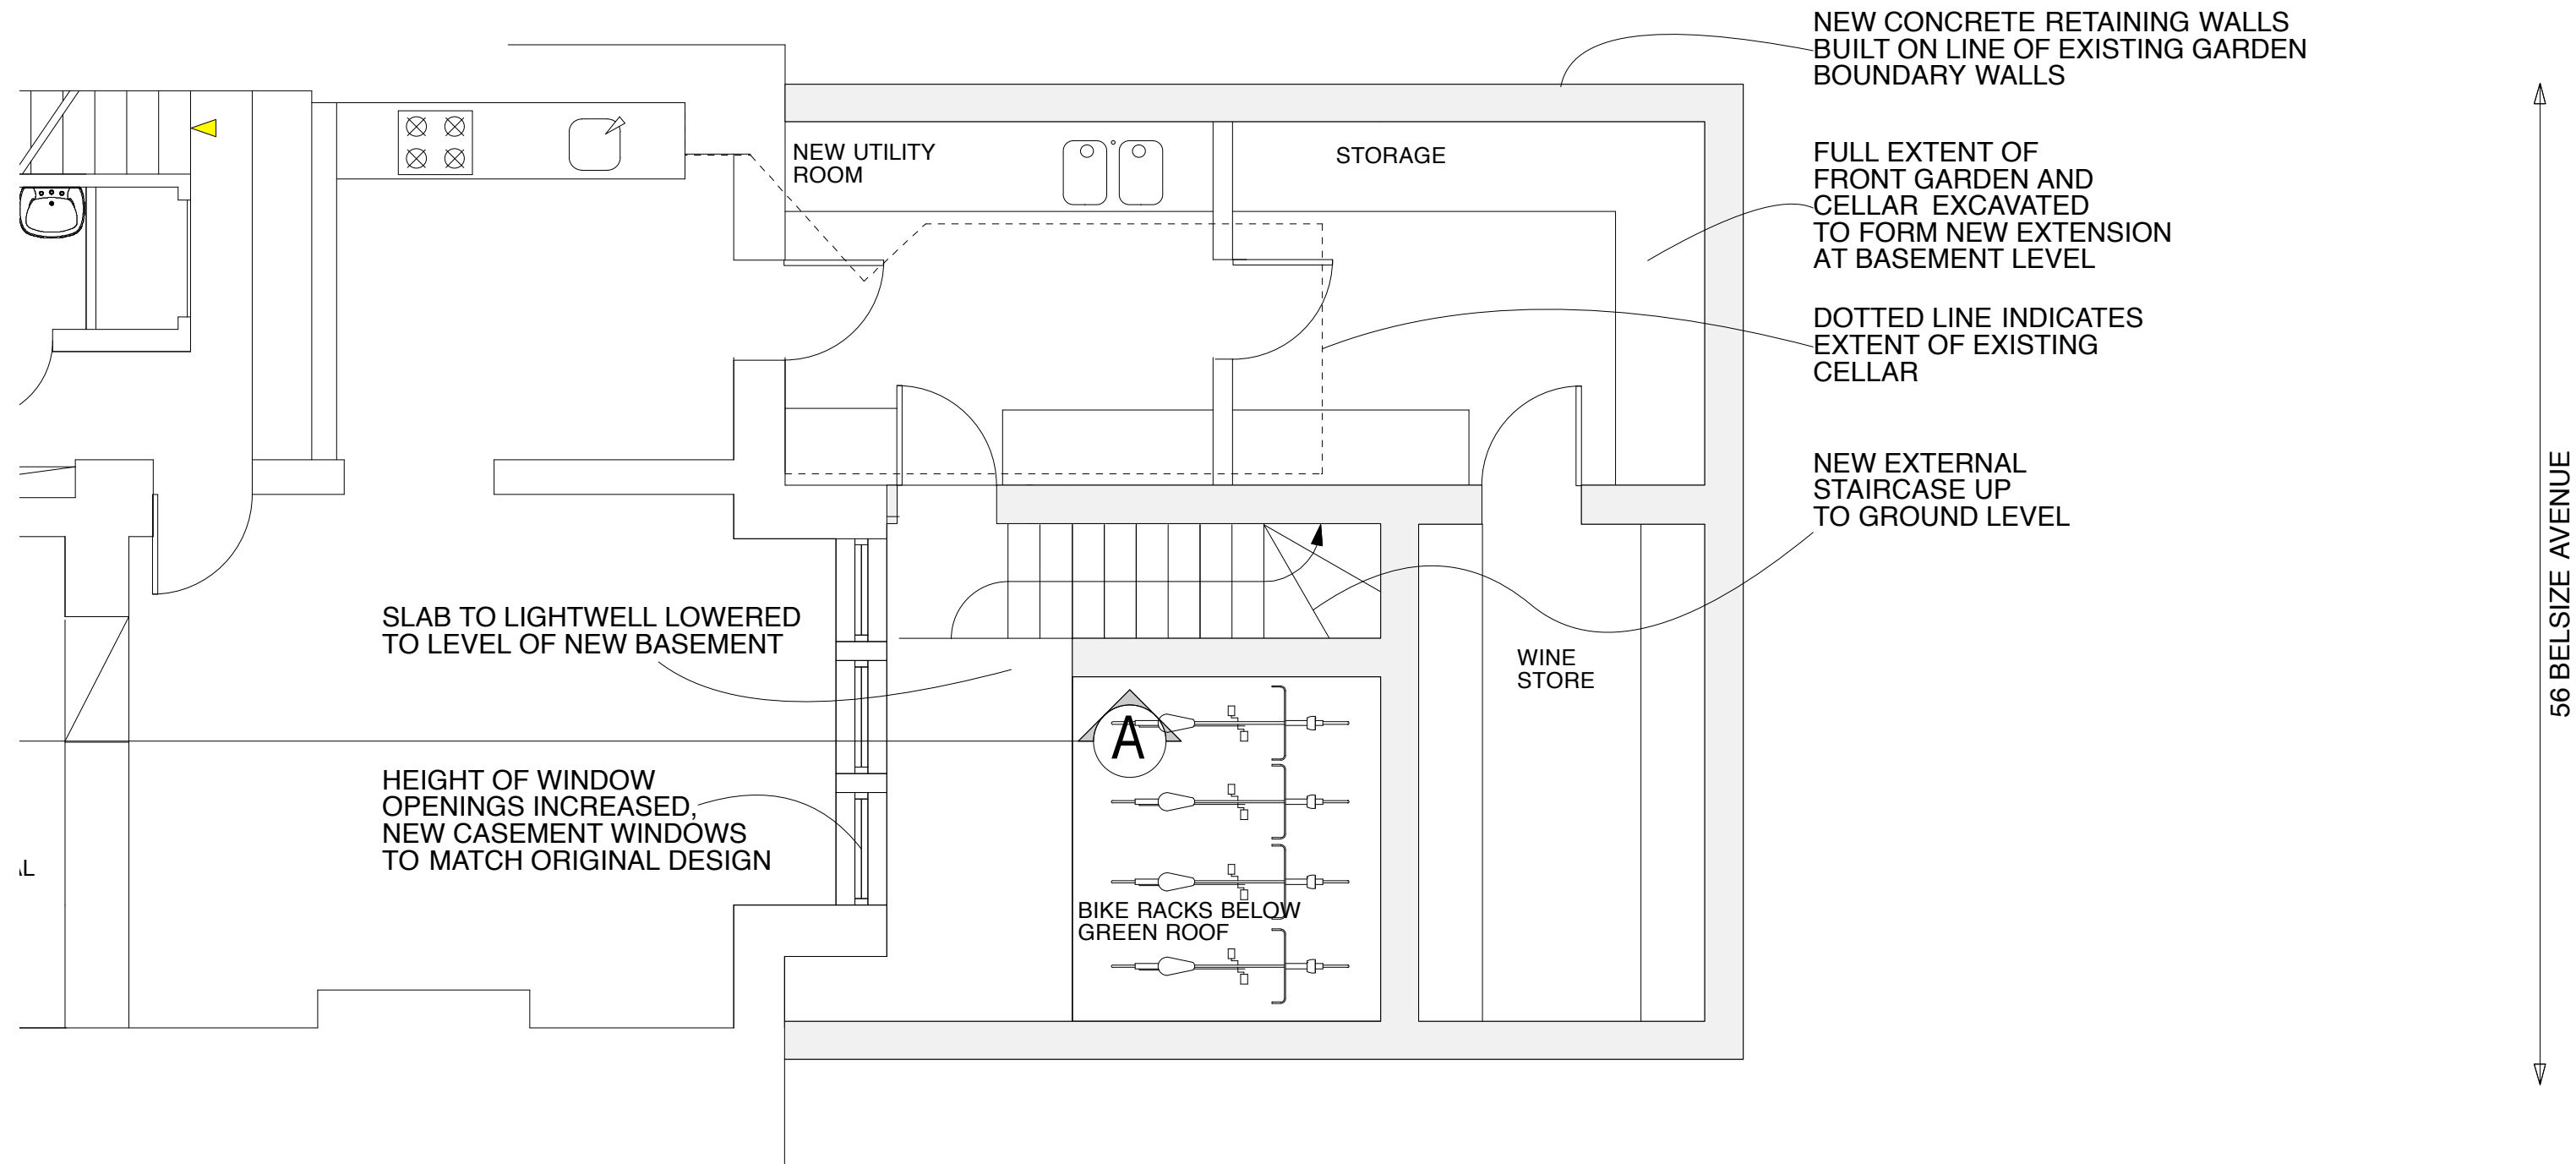 NEW CONCRETE RETAINING WALLS
BUILT ON LINE OF EXISTING GARDEN
BOUNDARY WALLS
NEW UTILITY
ROOM
STORAGE
FULL EXTENT OF
FRONT GARDEN AND
CELLAR EXCAVATED
TO FORM NEW EXTENSION
AT BASEMENT LEVEL
DOTTED LINE INDICATES
EXTENT OF EXISTING
CELLAR
NEW EXTERNAL
STAIRCASE UP
TO GROUND LEVEL
56 BELSIZE AVENUE
SLAB TO LIGHTWELL LOWERED
TO LEVEL OF NEW BASEMENT
WINE
STORE
A
HEIGHT OF WINDOW
OPENINGS INCREASED,
NEW CASEMENT WINDOWS
TO MATCH ORIGINAL DESIGN
BIKE RACKS BELOW
GREEN ROOF